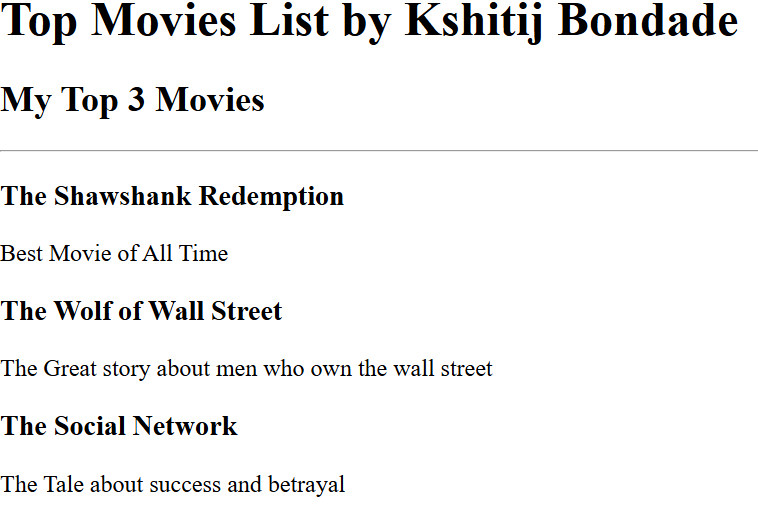 Top Movies List by Kshitij Bondade
My Top 3 Movies
The Shawshank Redemption
Best Movie of All Time
The Wolf of Wall Street
The Great story about men who own the wall street
The Social Network
The Tale about success and betrayal